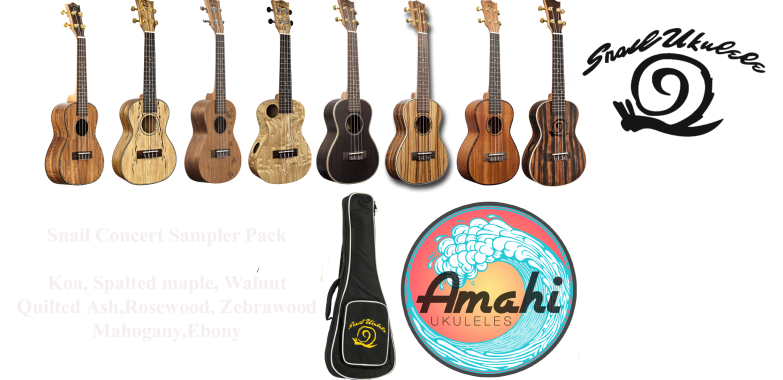 Snail Ukulele
Snail Concert Sampler Pack
Koa, Spalted maple, Walnut
Quilted Ash,Rosewood, Zebrawood
Mahogany,Ebony
Snail Ukulele
Amahi
UKULELES